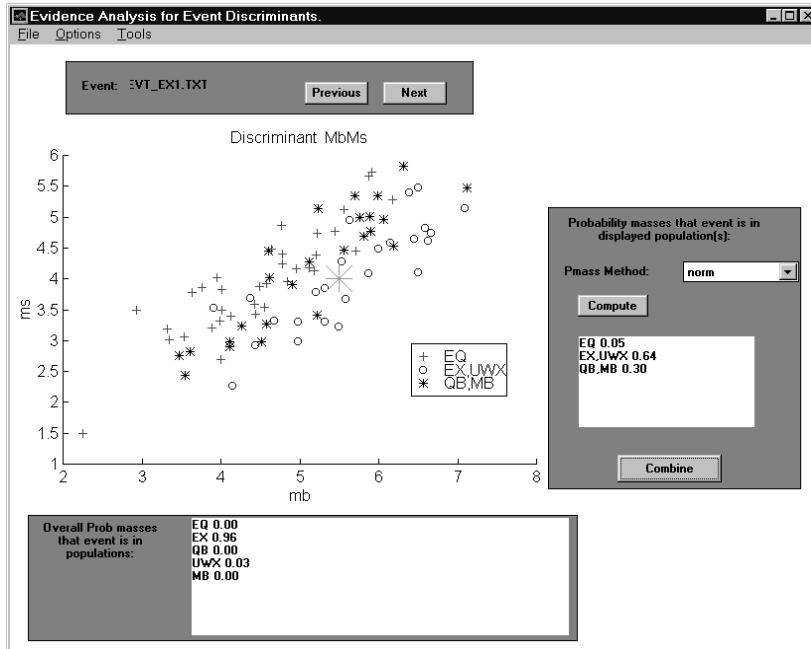 Evidence Analysis for Event Discriminants.
File Options Tools
Event: EVT_EX1.TXT
Previous Next
Discriminant MbMs
6
5.5
5
4.5
4
3.5
3
2.5
2
1.5
1
ms
2 3 4 5 6 7 8
mb
EQ
EX,UWX
QB,MB
Probability masses that event is in
displayed population(s):
Pmass Method: norm
Compute
EQ 0.05
EX,UWX 0.64
QB,MB 0.30
Combine
Overall Prob masses
that event is in
populations:
EQ 0.00
EX 0.96
QB 0.00
UWX 0.03
MB 0.00